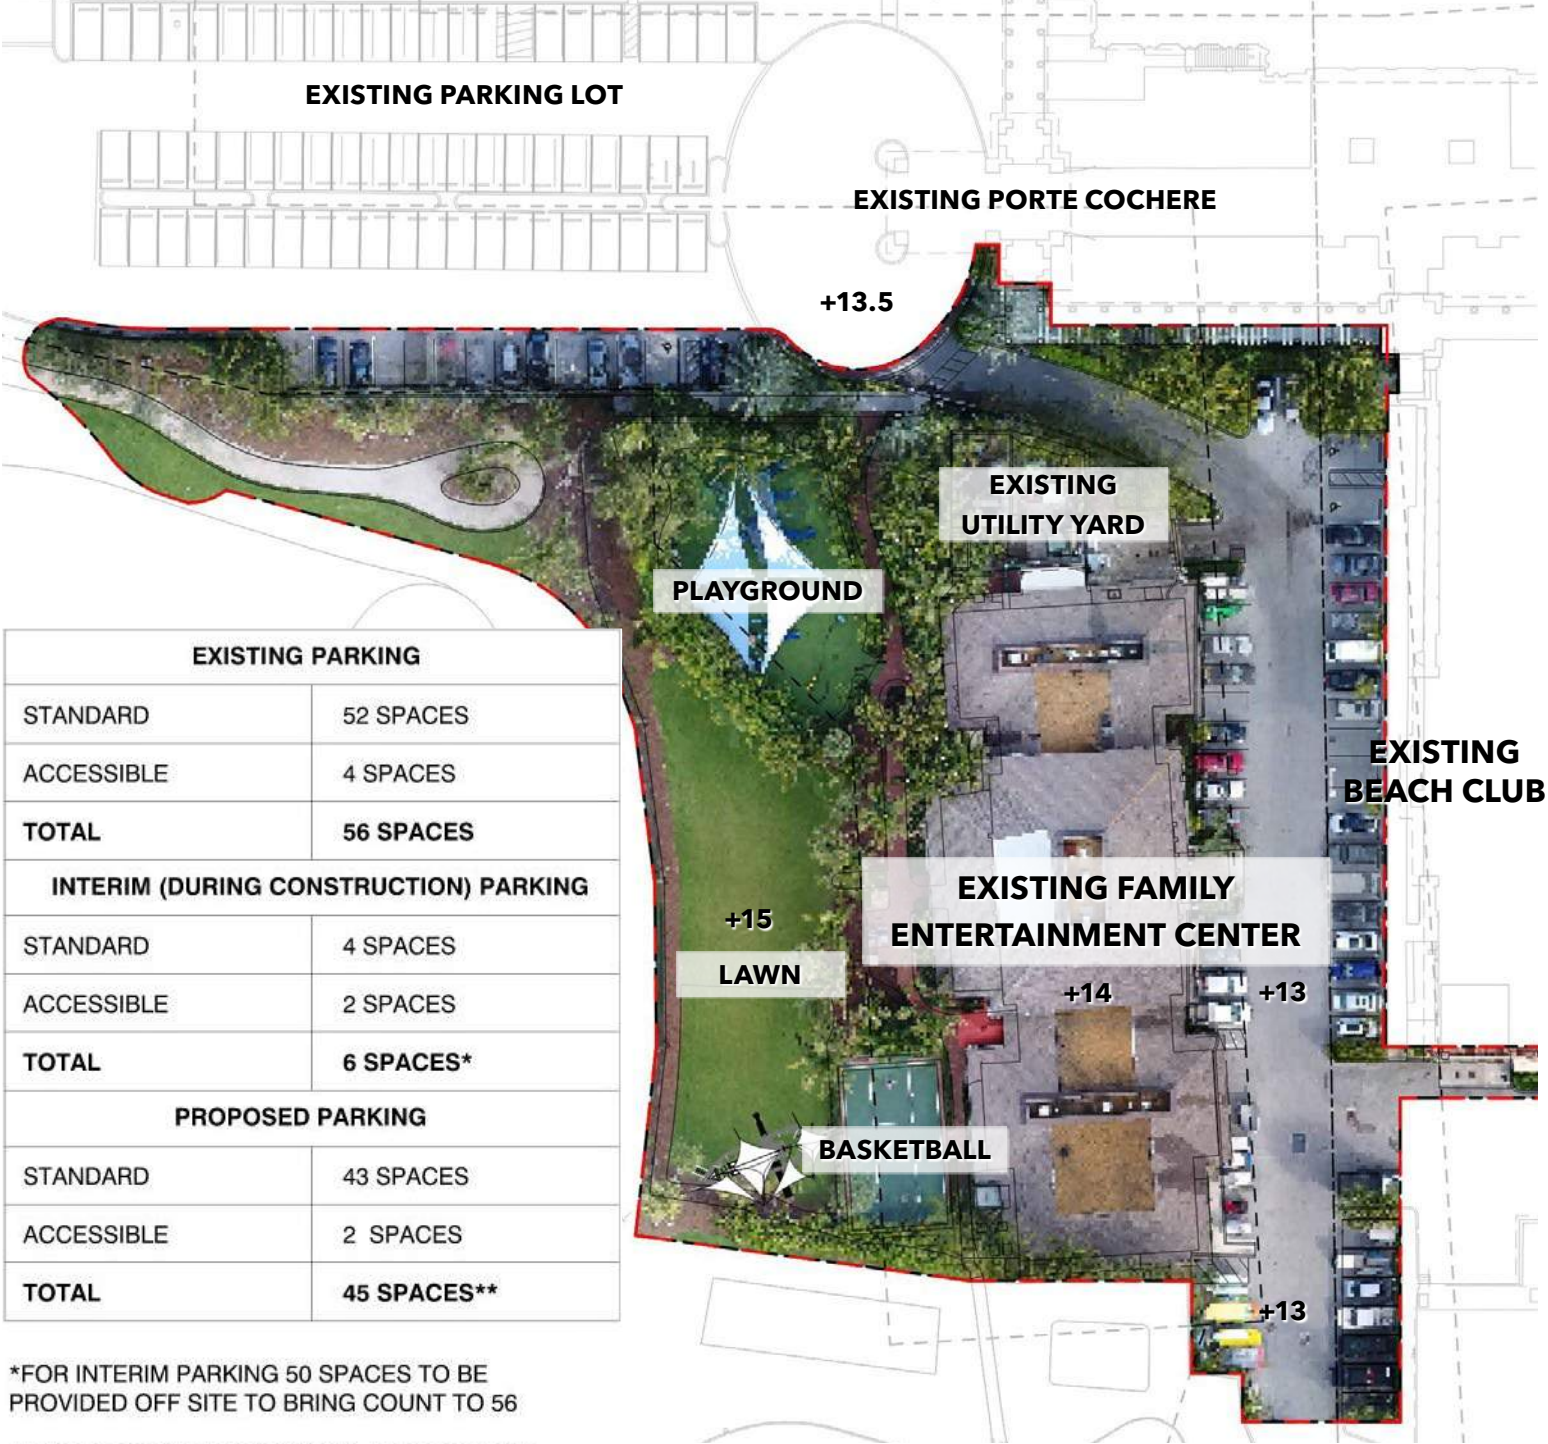 EXISTING PARKING LOT
EXISTING PORTE COCHERE
+13.5
EXISTING
UTILITY YARD
PLAYGROUND
EXISTING PARKING
STANDARD 52 SPACES
ACCESSIBLE 4 SPACES
TOTAL 56 SPACES
INTERIM (DURING CONSTRUCTION) PARKING
STANDARD 4 SPACES
ACCESSIBLE 2 SPACES
TOTAL 6 SPACES*
PROPOSED PARKING
STANDARD 43 SPACES
ACCESSIBLE 2 SPACES
TOTAL 45 SPACES**
*FOR INTERIM PARKING 50 SPACES TO BE
PROVIDED OFF SITE TO BRING COUNT TO 56
EXISTING
BEACH CLUB
EXISTING FAMILY
ENTERTAINMENT CENTER
+15
LAWN
+14
+13
BASKETBALL
+13